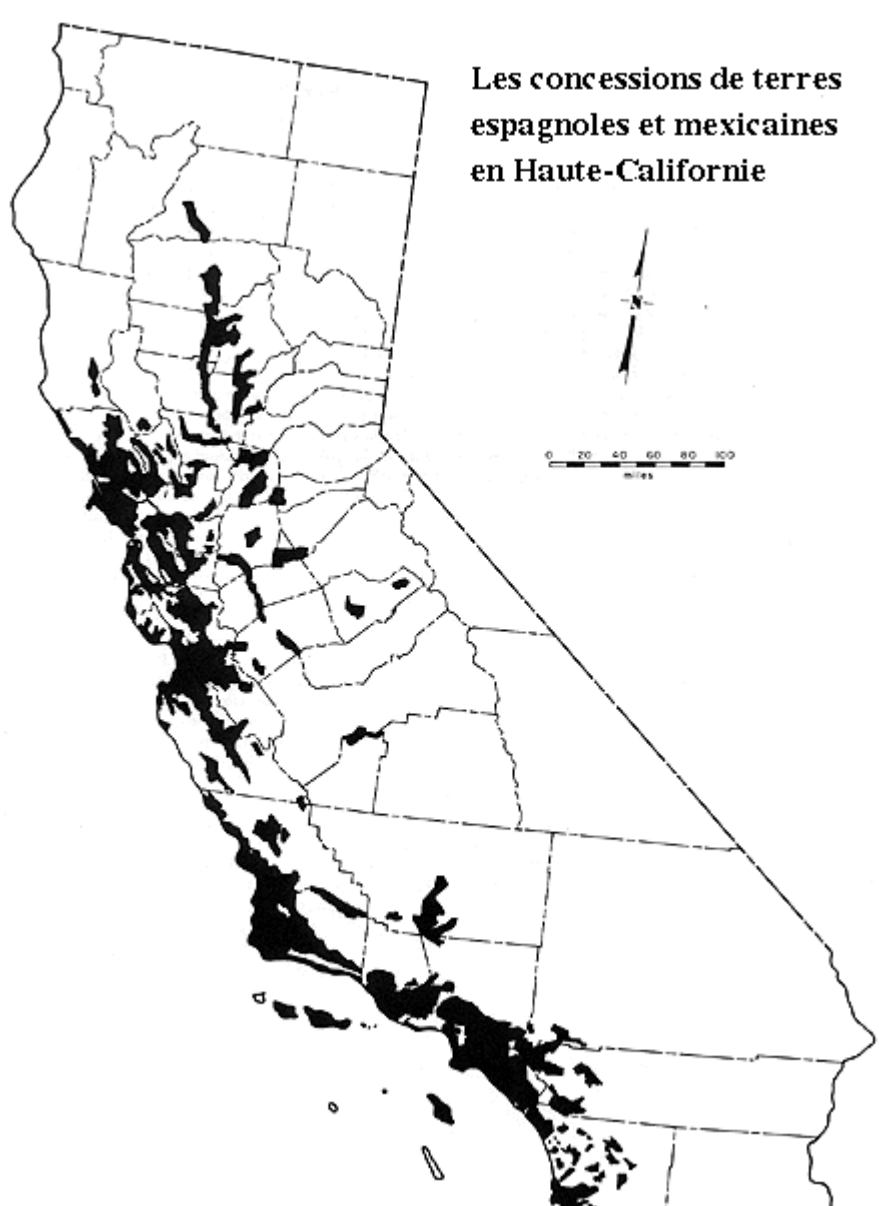 Les concessions de terres
espagnoles et mexicaines
en Haute-Californie
N
0 20 40 60 80 100
miles